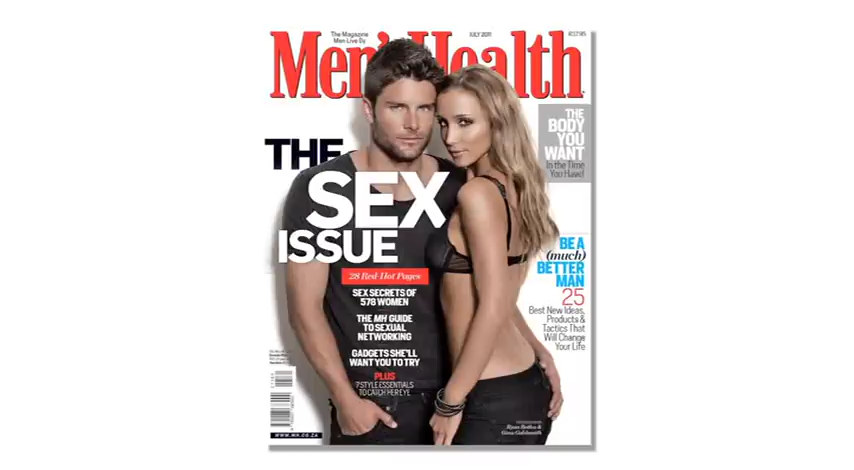 The Magazine
Men Live By
JULY 2011
Men's Health
THE
BODY
YOU
WANT
In the Time
You Have!
THE
SEX
ISSUE
28 Red-Hot Pages
SEX SECRETS OF
578 WOMEN
THE MH GUIDE
TO SEXUAL
NETWORKING
GADGETS SHE'LL
WANT YOU TO TRY
PLUS
7 STYLE ESSENTIALS
TO CATCH HER EYE
BE A
(much)
BETTER
MAN
25
Best New Ideas,
Products &
Tactics That
Will Change
Your Life
WWW.MH.CO.ZA